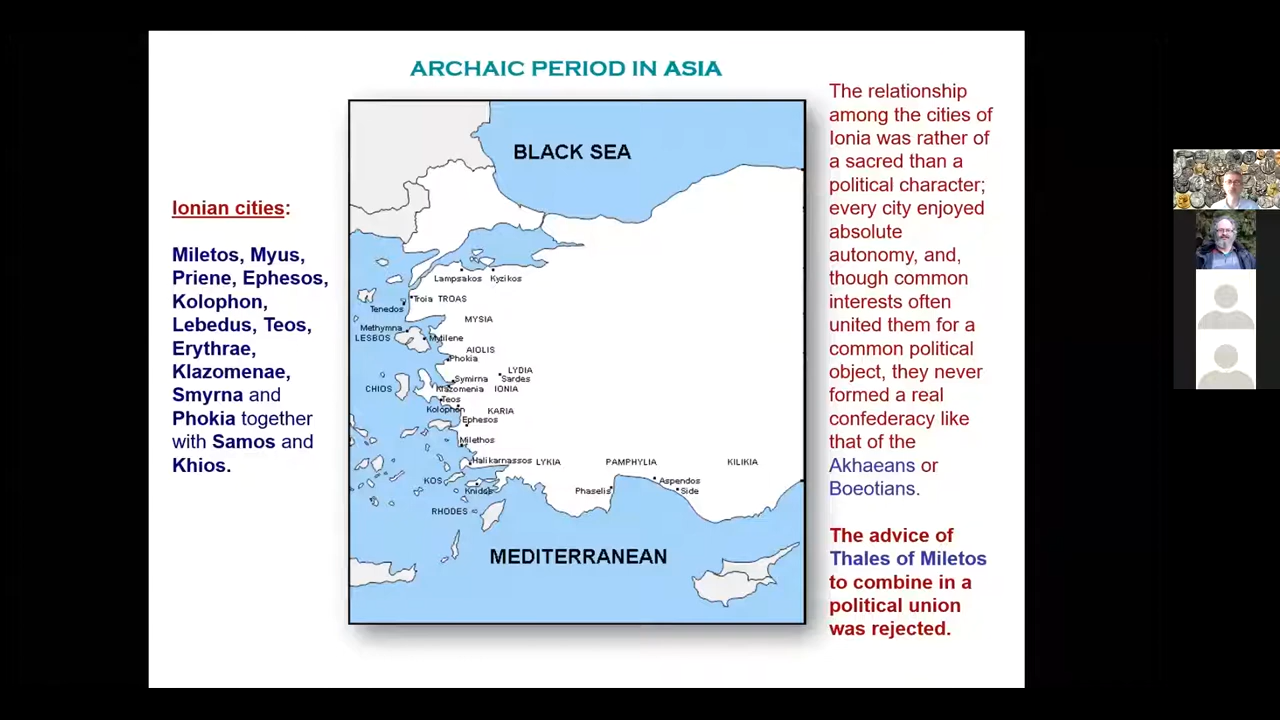 ARCHAIC PERIOD IN ASIA
Ionian cities:
Miletos, Myus,
Priene, Ephesos,
Kolophon,
Lebedus, Teos,
Erythrae,
Klazomenae,
Smyrna and
Phokia together
with Samos and
Khios.
BLACK SEA
Lampsakos Kyzikos
Troia TROAS
Tenedos
MYSIA
Methymna
LESBOS
Mytilene
AIOLIS
Phokia
LYDIA
Symirna Sardes
CHIOS
Klazomenia IONIA
Teos
Kolophon
KARIA
Ephesos
Milethos
Halikarnassos LYKIA PAMPHYLIA KILIKIA
KOS
Knidos
Phaselis
Aspendos
Side
RHODES
MEDITERRANEAN
The relationship
among the cities of
Ionia was rather of
a sacred than a
political character;
every city enjoyed
absolute
autonomy, and,
though common
interests often
united them for a
common political
object, they never
formed a real
confederacy like
that of the
Akhaeans or
Boeotians.
The advice of
Thales of Miletos
to combine in a
political union
was rejected.